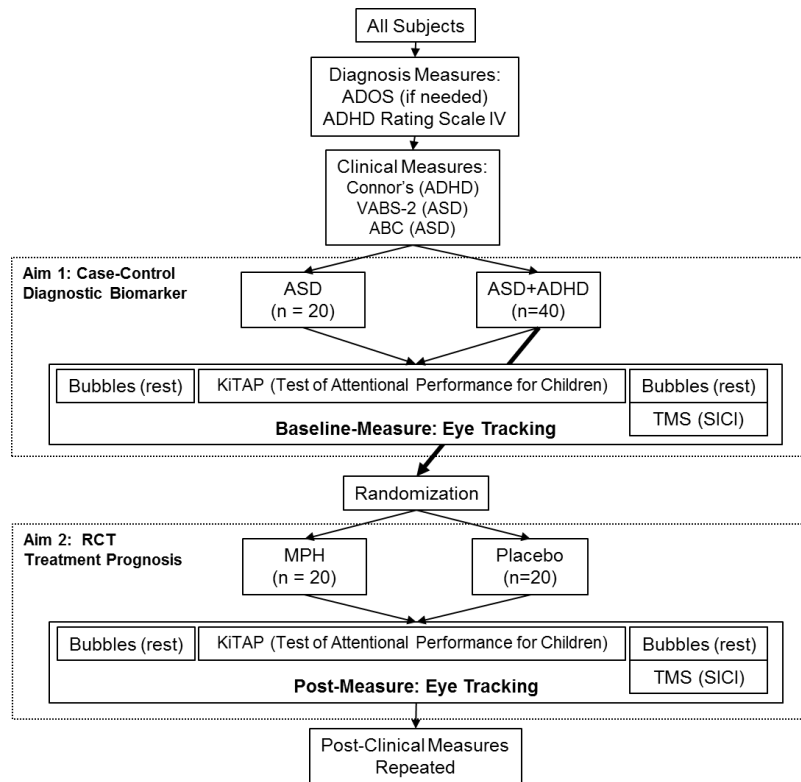 All Subjects
Diagnosis Measures:
ADOS (if needed)
ADHD Rating Scale IV
Clinical Measures:
Connor's (ADHD)
VABS-2 (ASD)
ABC (ASD)
Aim 1: Case-Control
Diagnostic Biomarker
ASD
(n = 20)
ASD+ADHD
(n=40)
Bubbles (rest)
KiTAP (Test of Attentional Performance for Children)
Bubbles (rest)
TMS (SICI)
Baseline-Measure: Eye Tracking
Randomization
Aim 2: RCT
Treatment Prognosis
MPH
(n = 20)
Placebo
(n=20)
Bubbles (rest)
KiTAP (Test of Attentional Performance for Children)
Bubbles (rest)
TMS (SICI)
Post-Measure: Eye Tracking
Post-Clinical Measures
Repeated